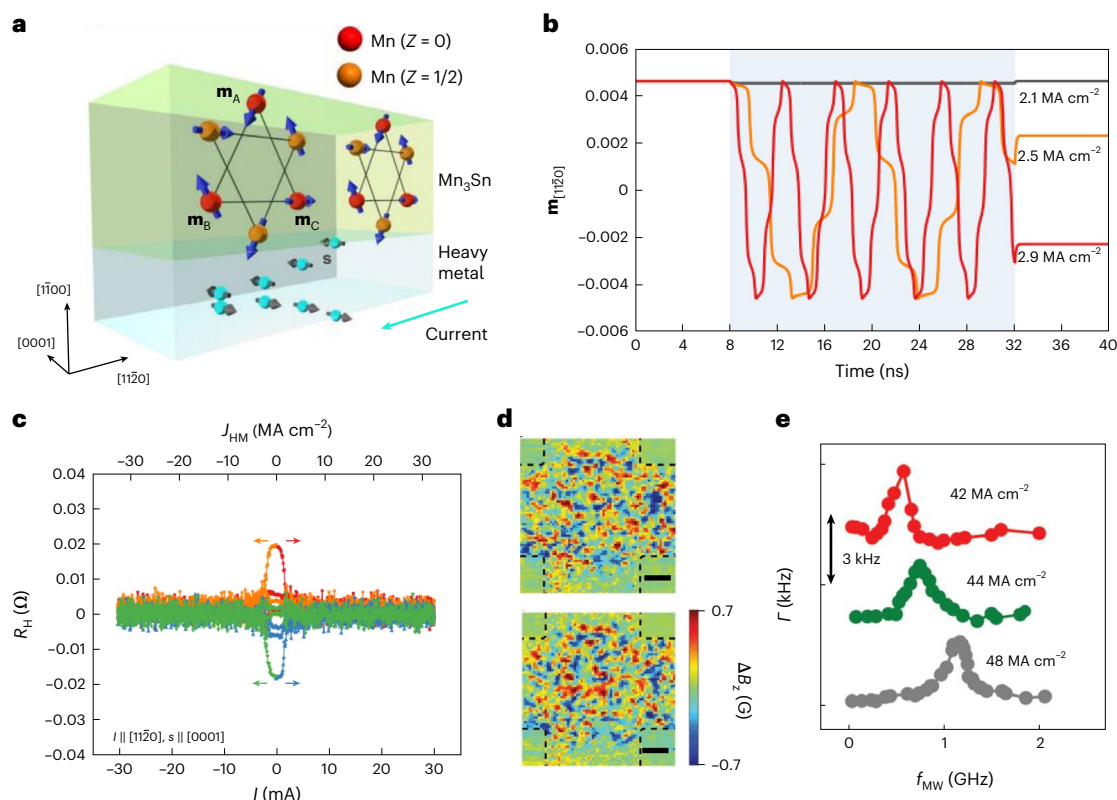 a
Mn (Z = 0)
Mn (Z = 1/2)
m_A
m_B
m_C
s
Mn₃Sn
Heavy
metal
Current
[11̄00]
[0001]
[112̄0]
b
m[112̄0]
0.006
0.004
0.002
0
−0.002
−0.004
−0.006
2.1 MA cm⁻²
2.5 MA cm⁻²
2.9 MA cm⁻²
0 4 8 12 16 20 24 28 32 36 40
Time (ns)
c
J_HM (MA cm⁻²)
−30 −20 −10 0 10 20 30
R_H (Ω)
0.04
0.03
0.02
0.01
0
−0.01
−0.02
−0.03
−0.04
I || [112̄0], s || [0001]
−30 −20 −10 0 10 20 30
I (mA)
d
0.7
ΔB_z (G)
−0.7
e
Γ (kHz)
3 kHz
42 MA cm⁻²
44 MA cm⁻²
48 MA cm⁻²
0 1 2
f_MW (GHz)